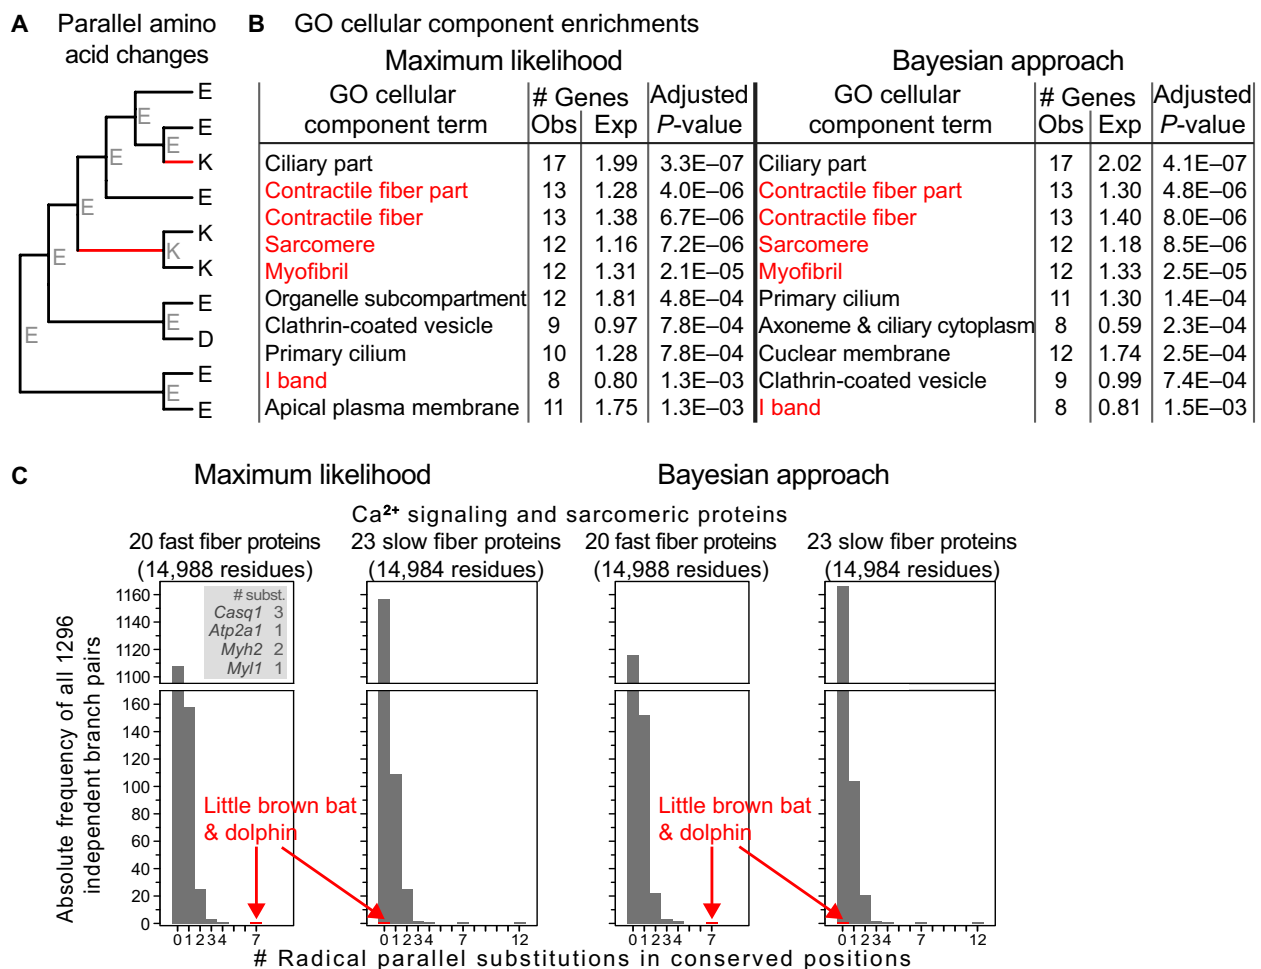 A Parallel amino acid changes
E
E
E
E
K
E
E
E
K
K
K
E
E
E
E
D
E
E
E
E
B GO cellular component enrichments
Maximum likelihood
GO cellular component term # Genes Obs Exp Adjusted P-value
Ciliary part 17 1.99 3.3E–07
Contractile fiber part 13 1.28 4.0E–06
Contractile fiber 13 1.38 6.7E–06
Sarcomere 12 1.16 7.2E–06
Myofibril 12 1.31 2.1E–05
Organelle subcompartment 12 1.81 4.8E–04
Clathrin-coated vesicle 9 0.97 7.8E–04
Primary cilium 10 1.28 7.8E–04
I band 8 0.80 1.3E–03
Apical plasma membrane 11 1.75 1.3E–03
Bayesian approach
GO cellular component term # Genes Obs Exp Adjusted P-value
Ciliary part 17 2.02 4.1E–07
Contractile fiber part 13 1.30 4.8E–06
Contractile fiber 13 1.40 8.0E–06
Sarcomere 12 1.18 8.5E–06
Myofibril 12 1.33 2.5E–05
Primary cilium 11 1.30 1.4E–04
Axoneme & ciliary cytoplasm 8 0.59 2.3E–04
Cuclear membrane 12 1.74 2.5E–04
Clathrin-coated vesicle 9 0.99 7.4E–04
I band 8 0.81 1.5E–03
C Maximum likelihood Bayesian approach
Ca²⁺ signaling and sarcomeric proteins
20 fast fiber proteins 23 slow fiber proteins 20 fast fiber proteins 23 slow fiber proteins
(14,988 residues) (14,984 residues) (14,988 residues) (14,984 residues)
Absolute frequency of all 1296
independent branch pairs
1160
1140
1120
1100
160
140
120
100
80
60
40
20
0
# subst.
Casq1 3
Atp2a1 1
Myh2 2
Myl1 1
Little brown bat
& dolphin
Little brown bat
& dolphin
0 1 2 3 4 7
0 1 2 3 4 7 12
0 1 2 3 4 7
0 1 2 3 4 7 12
# Radical parallel substitutions in conserved positions